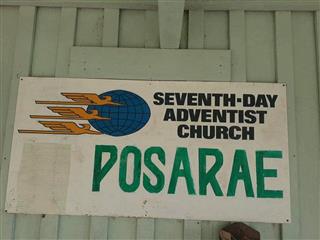 SEVENTH-DAY
ADVENTIST
CHURCH
POSARAE